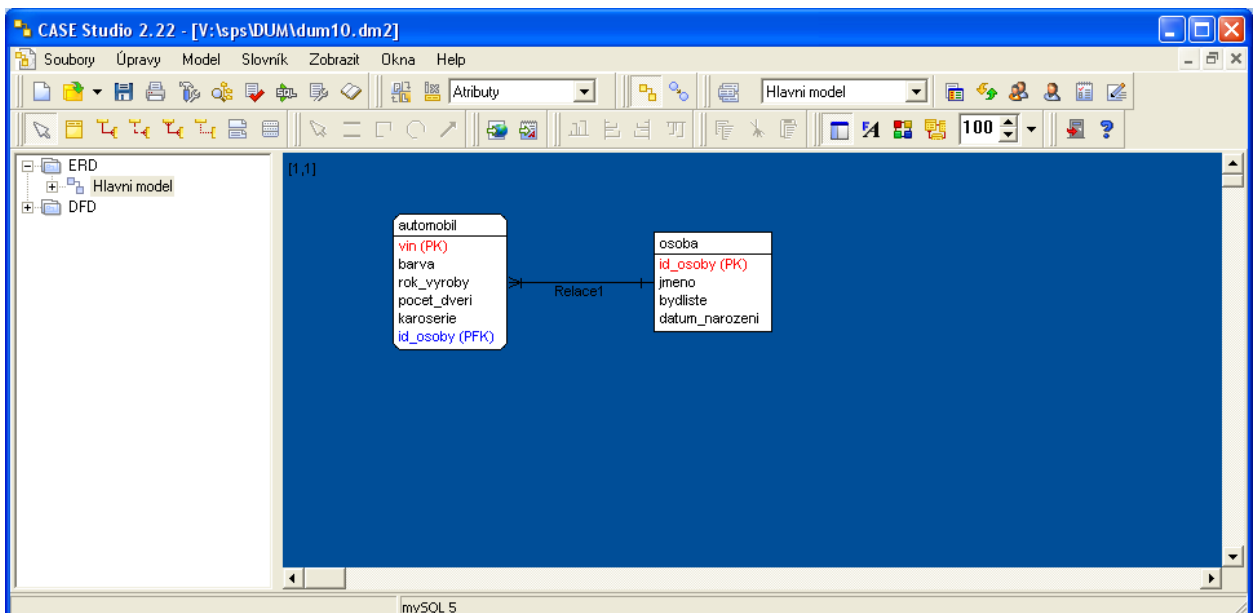 CASE Studio 2.22 - [V:\sps\DUM\dum10.dm2]
Soubory Úpravy Model Slovník Zobrazit Okna Help
Atributy Hlavni model
100
ERD
Hlavni model
DFD
[1,1]
automobil
vin (PK)
barva
rok_vyroby
pocet_dveri
karoserie
id_osoby (PFK)
Relace1
osoba
id_osoby (PK)
jmeno
bydliste
datum_narozeni
mySQL 5